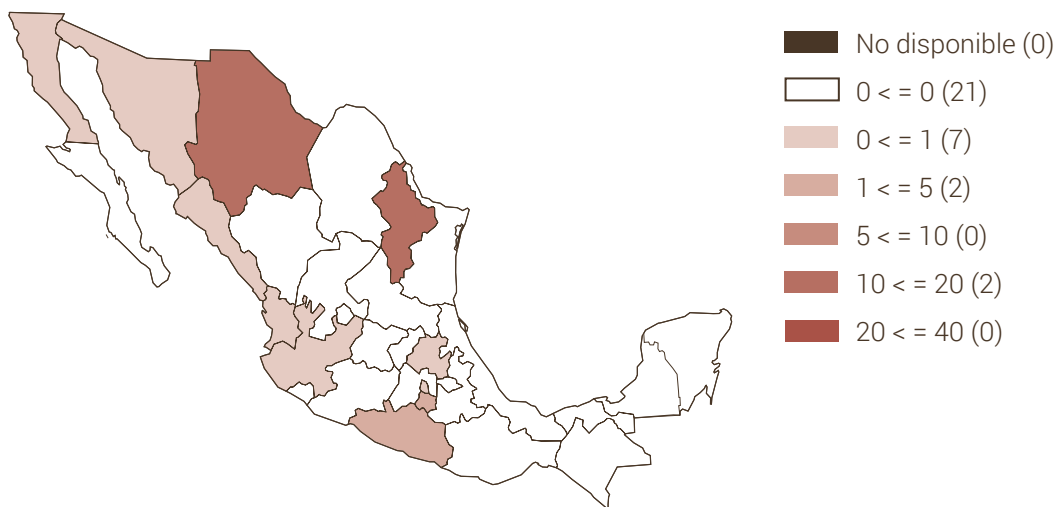 No disponible (0)
0 < = 0 (21)
0 < = 1 (7)
1 < = 5 (2)
5 < = 10 (0)
10 < = 20 (2)
20 < = 40 (0)